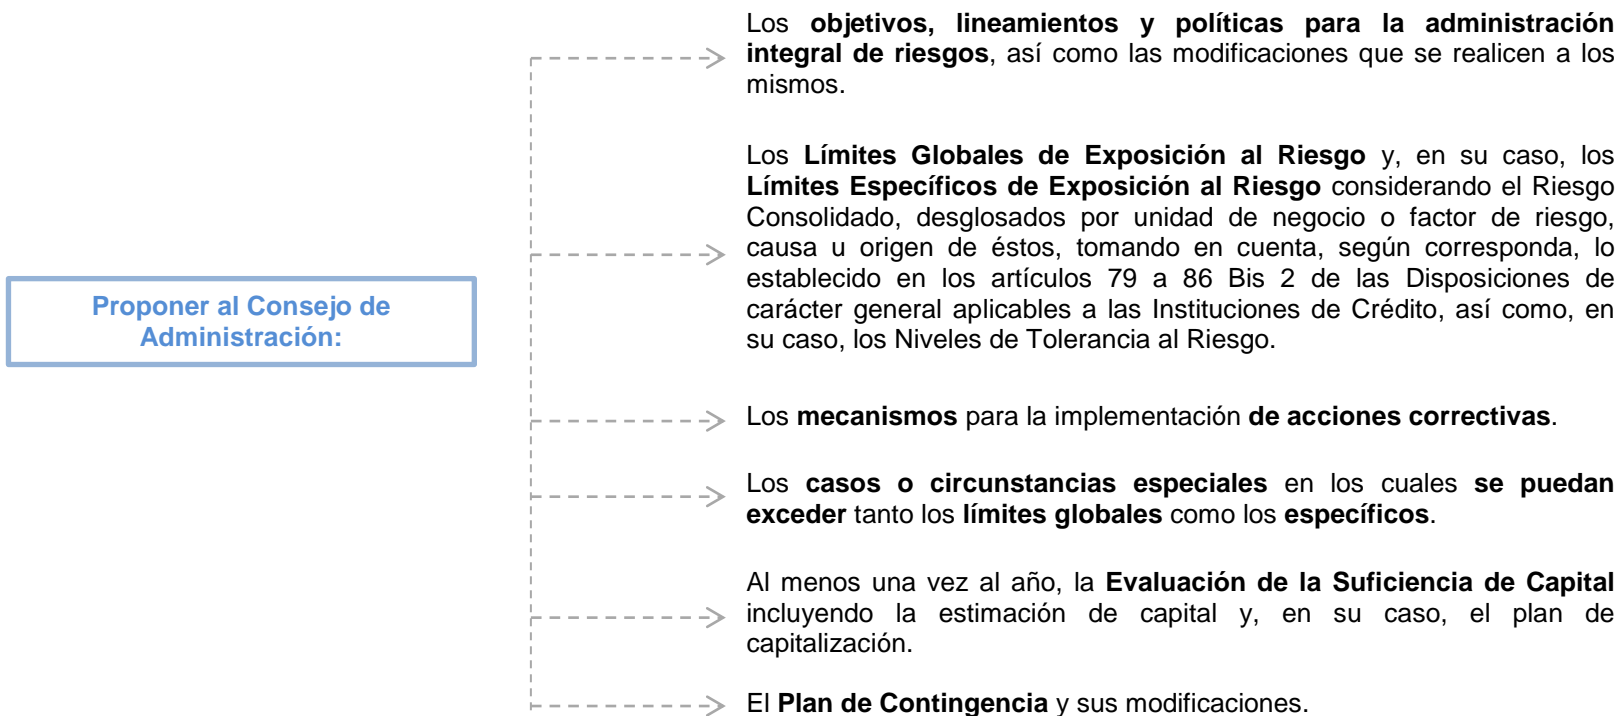 Proponer al Consejo de
Administración:
Los objetivos, lineamientos y políticas para la administración
integral de riesgos, así como las modificaciones que se realicen a los
mismos.
Los Límites Globales de Exposición al Riesgo y, en su caso, los
Límites Específicos de Exposición al Riesgo considerando el Riesgo
Consolidado, desglosados por unidad de negocio o factor de riesgo,
causa u origen de éstos, tomando en cuenta, según corresponda, lo
establecido en los artículos 79 a 86 Bis 2 de las Disposiciones de
carácter general aplicables a las Instituciones de Crédito, así como, en
su caso, los Niveles de Tolerancia al Riesgo.
Los mecanismos para la implementación de acciones correctivas.
Los casos o circunstancias especiales en los cuales se puedan
exceder tanto los límites globales como los específicos.
Al menos una vez al año, la Evaluación de la Suficiencia de Capital
incluyendo la estimación de capital y, en su caso, el plan de
capitalización.
El Plan de Contingencia y sus modificaciones.